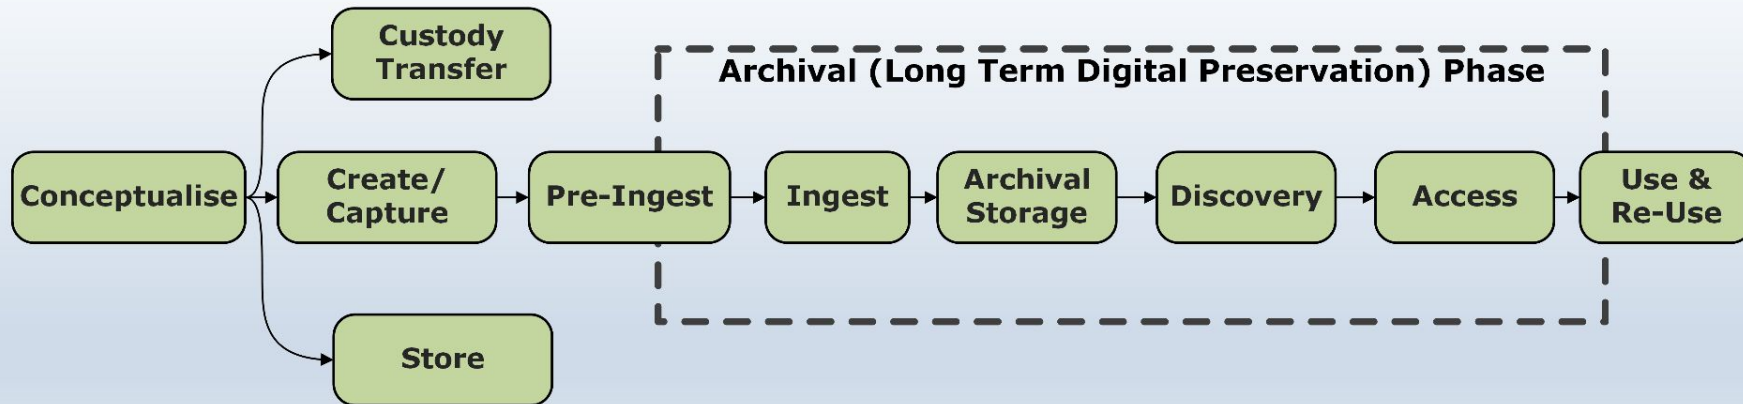 Custody
Transfer
Archival (Long Term Digital Preservation) Phase
Conceptualise
Create/
Capture
Pre-Ingest
Ingest
Archival
Storage
Discovery
Access
Use &
Re-Use
Store